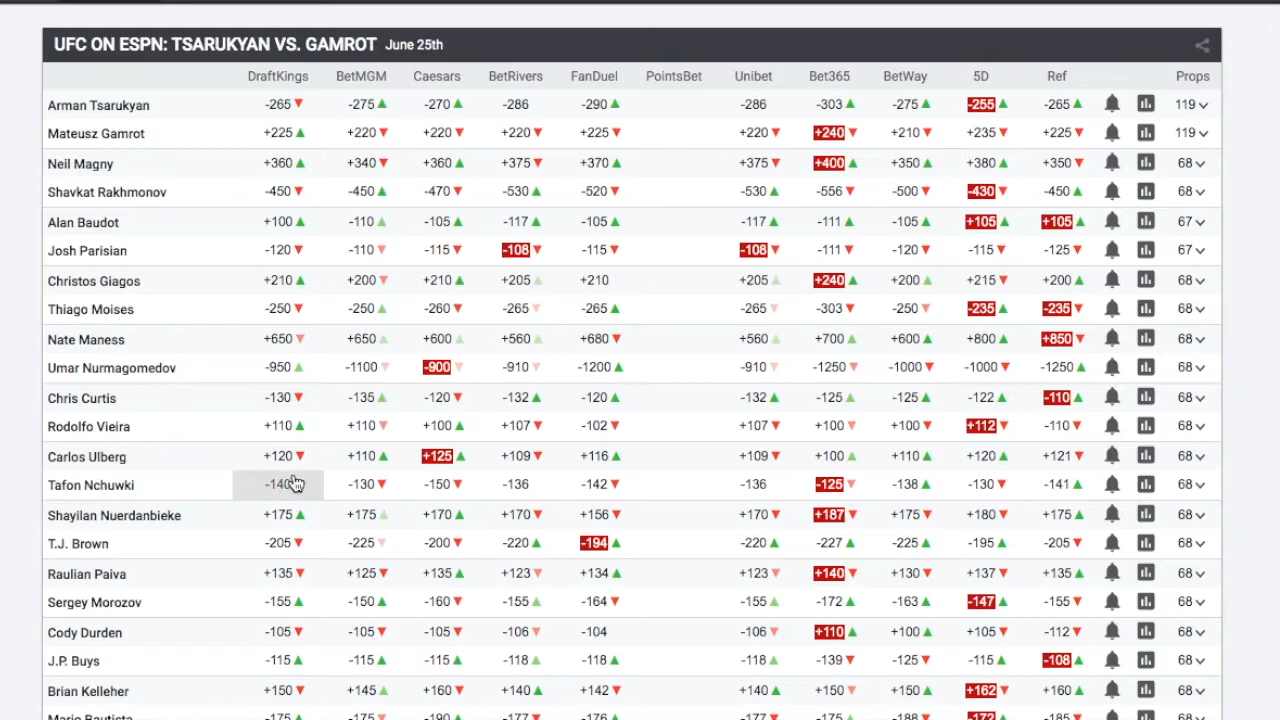 UFC ON ESPN: TSARUKYAN VS. GAMROT June 25th
DraftKings BetMGM Caesars BetRivers FanDuel PointsBet Unibet Bet365 BetWay 5D Ref Props
Arman Tsarukyan -265▼ -275▲ -270▲ -286 -290▲ -286 -303▲ -275▲ -255▲ -265▲ 119
Mateusz Gamrot +225▲ +220▼ +220▼ +220▼ +225▼ +220▼ +240▼ +210▼ +235▼ +225▼ 119
Neil Magny +360▲ +340▼ +360▲ +375▼ +370▲ +375▼ +400▲ +350▲ +380▲ +350▼ 68
Shavkat Rakhmonov -450▼ -450▲ -470▼ -530▲ -520▼ -530▲ -556▼ -500▼ -430▼ -450▲ 68
Alan Baudot +100▲ -110▲ -105▲ -117▲ -105▲ -117▲ -111▲ -105▲ +105▲ +105▲ 67
Josh Parisian -120▼ -110▼ -115▼ -108▼ -115▼ -108▼ -111▼ -120▼ -115▼ -125▼ 67
Christos Giagos +210▲ +200▼ +210▲ +205▲ +210 +205▲ +240▲ +200▲ +215▼ +200▲ 68
Thiago Moises -250▼ -250▲ -260▼ -265▼ -265▲ -265▼ -303▼ -250▼ -235▲ -235▼ 68
Nate Maness +650▼ +850▲ +600▲ +560▲ +680▼ +560▲ +700▲ +600▲ +800▲ +850▼ 68
Umar Nurmagomedov -950▲ -1100▼ -900▼ -910▼ -1200▲ -910▼ -1250▼ -1000▼ -1000▼ -1250▲ 68
Chris Curtis -130▼ -135▲ -120▼ -132▲ -120▲ -132▲ -125▲ -125▲ -122▲ -110▲ 68
Rodolfo Vieira +110▲ +110▼ +100▲ +107▼ -102▼ +107▼ +100▼ +100▼ +112▼ -110▼ 68
Carlos Ulberg +120▼ +110▲ +125▲ +109▼ +116▲ +109▼ +100▲ +110▲ +120▲ +121▼ 68
Tafon Nchuwki -140 -130▼ -150▼ -136 -142▼ -136 -125▼ -138▲ -130▼ -141▲ 68
Shayilan Nuerdanbieke +175▲ +175▲ +170▲ +170▼ +156▼ +170▼ +187▼ +175▼ +180▼ +175▲ 68
T.J. Brown -205▼ -225▼ -200▼ -220▲ -194▲ -220▲ -227▲ -225▲ -195▲ -205▼ 68
Raulian Paiva +135▼ +125▼ +135▲ +123▼ +134▲ +123▼ +140▼ +130▼ +137▼ +135▲ 68
Sergey Morozov -155▲ -150▲ -160▼ -155▲ -164▼ -155▲ -172▲ -163▲ -147▲ -155▼ 68
Cody Durden -105▼ -105▼ -105▼ -106▼ -104 -106▼ +110▲ +100▲ +105▼ -112▼ 68
J.P. Buys -115▲ -115▲ -115▲ -118▲ -118▲ -118▲ -139▼ -125▼ -115▲ -108▲ 68
Brian Kelleher +150▼ +145▲ +160▼ +140▲ +142▼ +140▲ +150▼ +150▲ +162▼ +160▲ 68
Mario Bautista -175 -175 -190 -177 -176 -177 -175 -188 -172 -185 68